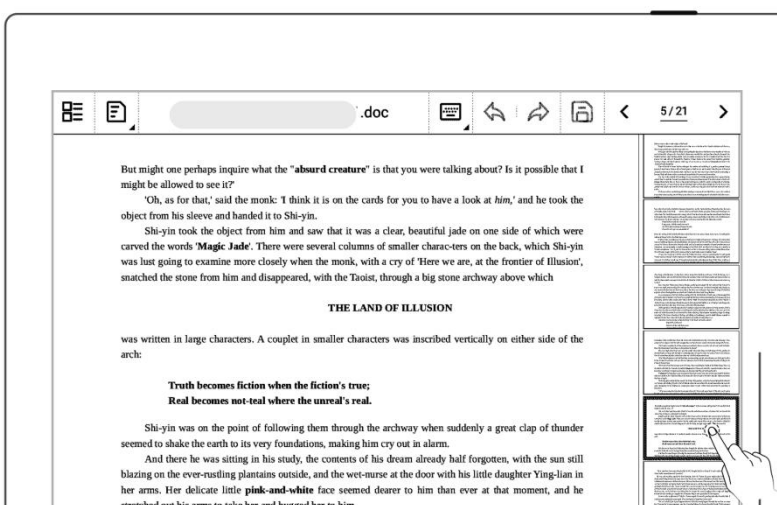 .doc
5/21
But might one perhaps inquire what the "absurd creature" is that you were talking about? Is it possible that I
might be allowed to see it?'
'Oh, as for that,' said the monk: 'I think it is on the cards for you to have a look at him,' and he took the
object from his sleeve and handed it to Shi-yin.
Shi-yin took the object from him and saw that it was a clear, beautiful jade on one side of which were
carved the words 'Magic Jade'. There were several columns of smaller charac-ters on the back, which Shi-yin
was lust going to examine more closely when the monk, with a cry of 'Here we are, at the frontier of Illusion',
snatched the stone from him and disappeared, with the Taoist, through a big stone archway above which
THE LAND OF ILLUSION
was written in large characters. A couplet in smaller characters was inscribed vertically on either side of the
arch:
Truth becomes fiction when the fiction's true;
Real becomes not-teal where the unreal's real.
Shi-yin was on the point of following them through the archway when suddenly a great clap of thunder
seemed to shake the earth to its very foundations, making him cry out in alarm.
And there he was sitting in his study, the contents of his dream already half forgotten, with the sun still
blazing on the ever-rustling plantains outside, and the wet-nurse at the door with his little daughter Ying-lian in
her arms. Her delicate little pink-and-white face seemed dearer to him than ever at that moment, and he
stretched out his arms to take her and hugged her to him.